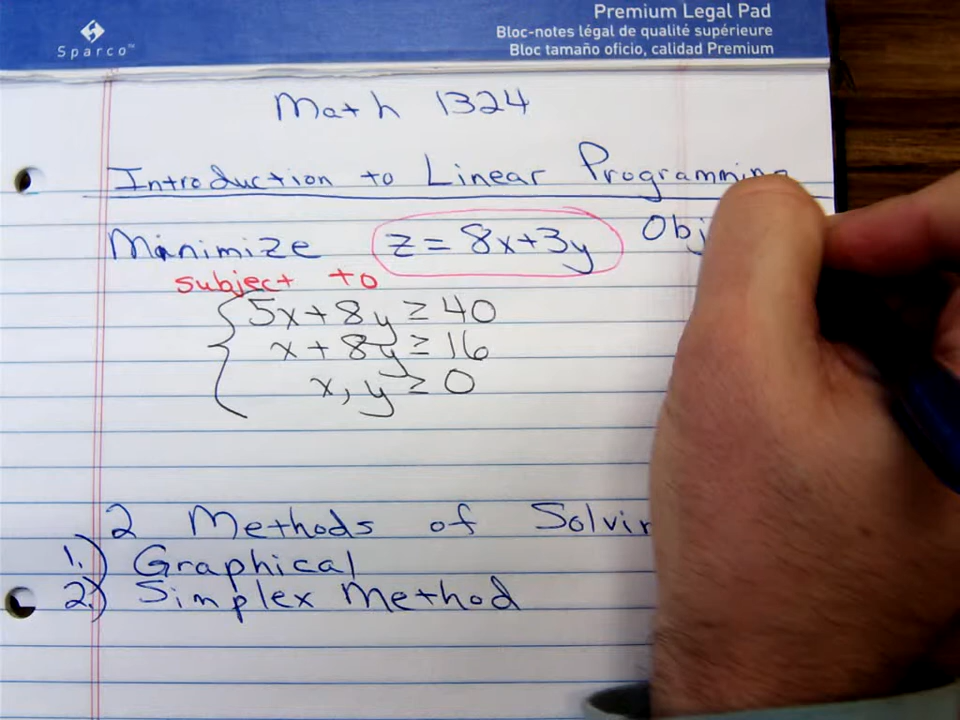 Premium Legal Pad
Bloc-notes légal de qualité supérieure
Bloc tamaño oficio, calidad Premium
Sparco™
Math 1324
Introduction to Linear Programming
Minimize z = 8x+3y Obj
subject to
5x+8y ≥ 40
x+8y ≥ 16
x, y ≥ 0
2 Methods of Solvin
1.) Graphical
2.) Simplex Method